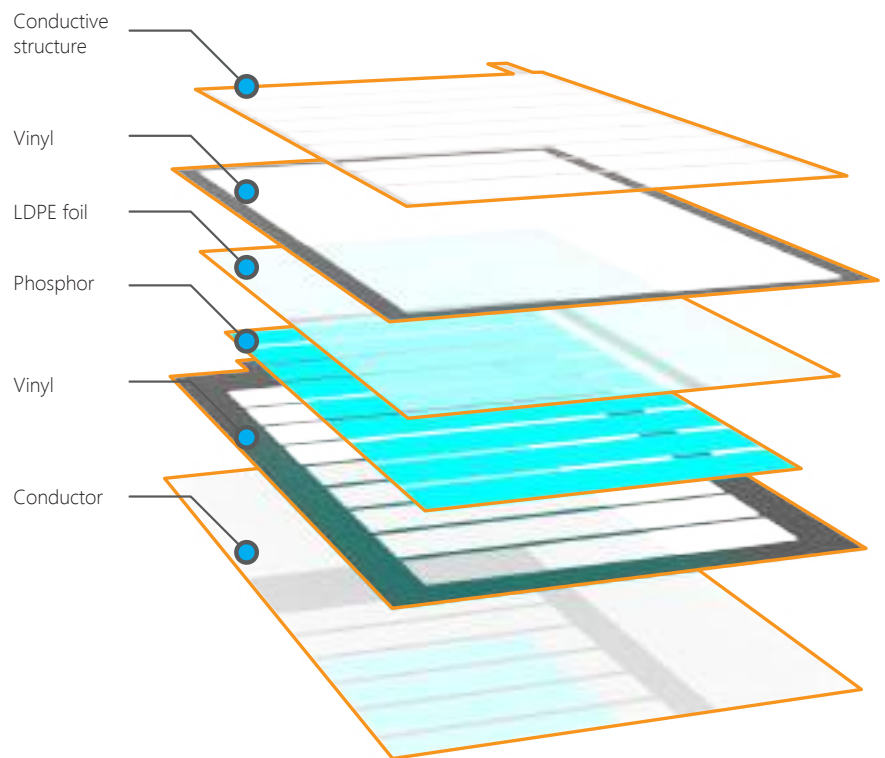 Conductive
structure
Vinyl
LDPE foil
Phosphor
Vinyl
Conductor